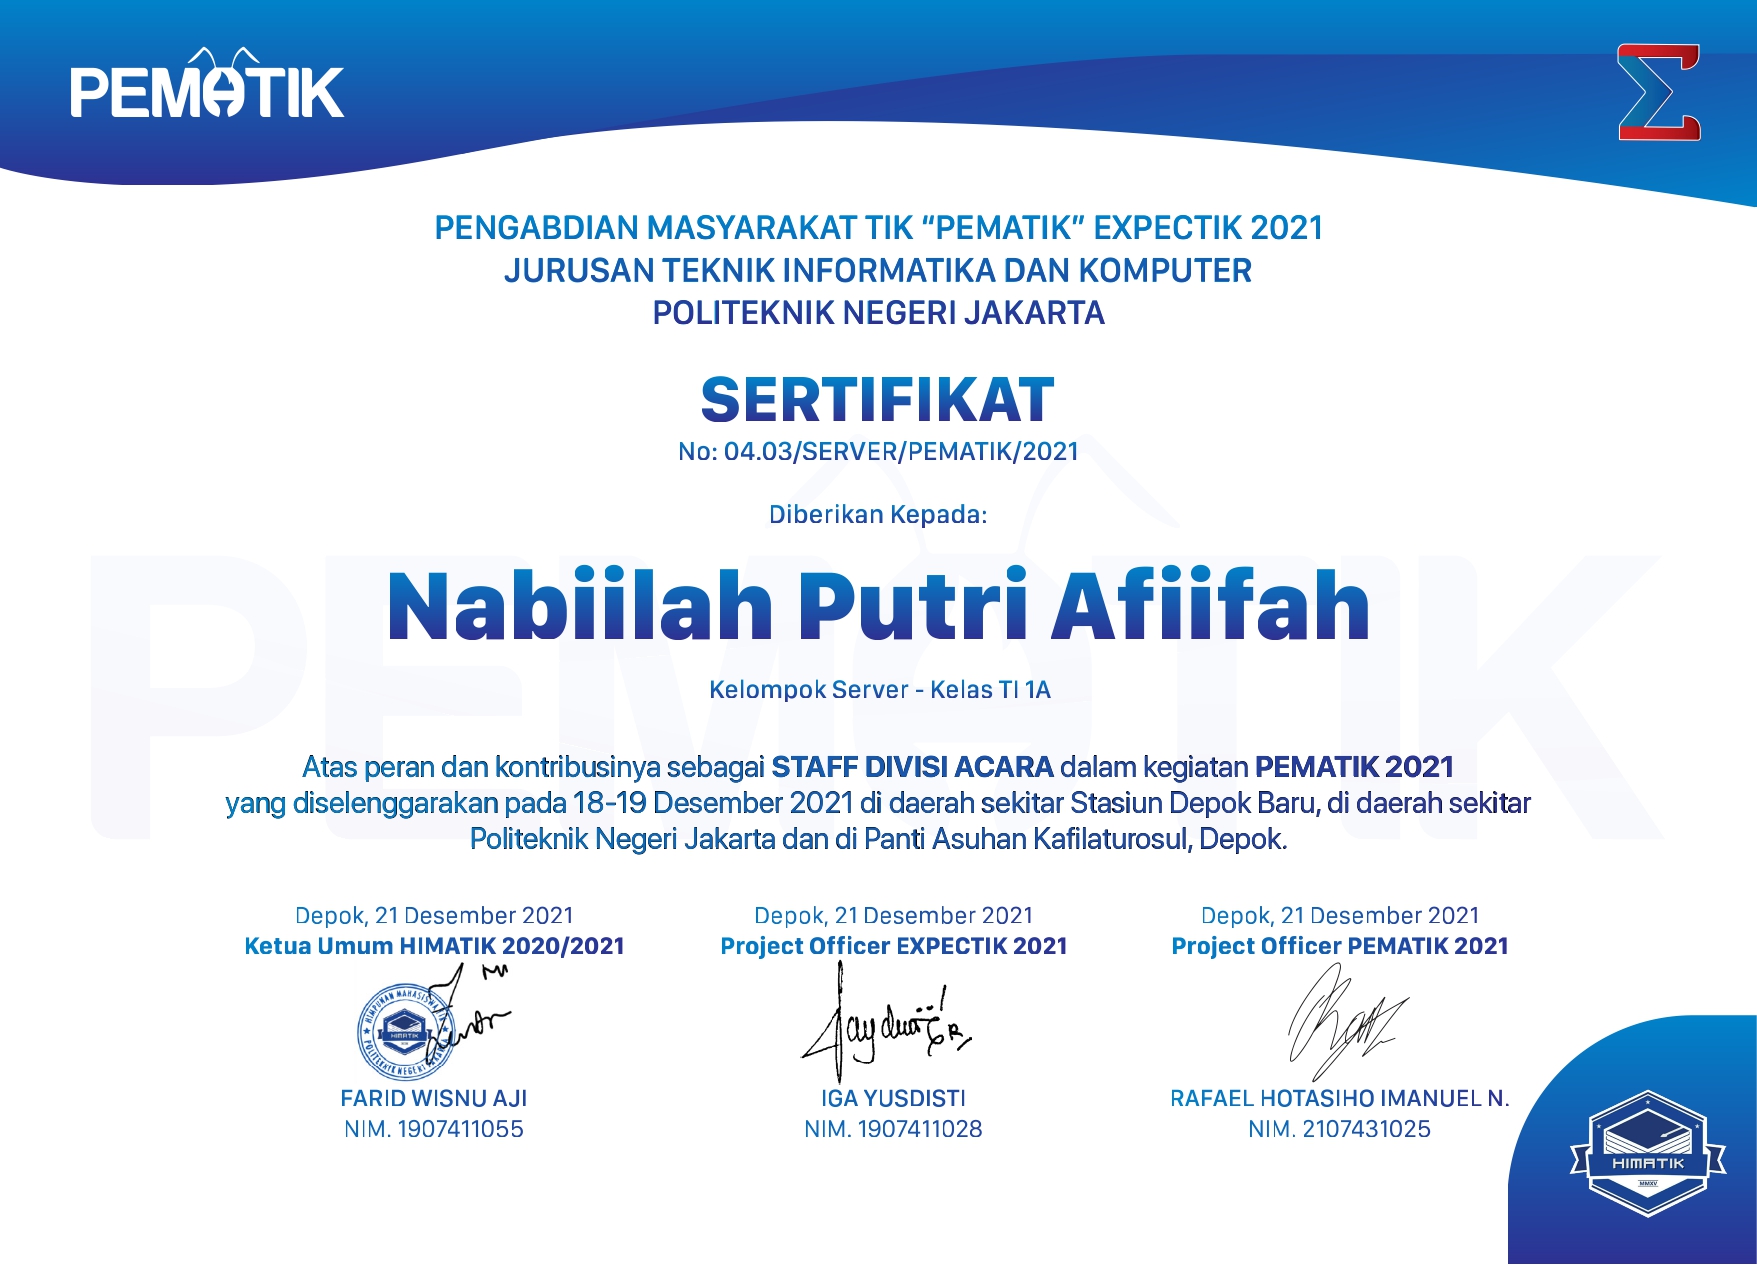 PEMATIK
Σ
PENGABDIAN MASYARAKAT TIK “PEMATIK” EXPECTIK 2021
JURUSAN TEKNIK INFORMATIKA DAN KOMPUTER
POLITEKNIK NEGERI JAKARTA
SERTIFIKAT
No: 04.03/SERVER/PEMATIK/2021
Diberikan Kepada:
Nabiilah Putri Afiifah
Kelompok Server - Kelas TI 1A
Atas peran dan kontribusinya sebagai STAFF DIVISI ACARA dalam kegiatan PEMATIK 2021
yang diselenggarakan pada 18-19 Desember 2021 di daerah sekitar Stasiun Depok Baru, di daerah sekitar
Politeknik Negeri Jakarta dan di Panti Asuhan Kafilaturosul, Depok.
Depok, 21 Desember 2021
Ketua Umum HIMATIK 2020/2021
HIMPUNAN MAHASISWA TIK
HIMATIK
POLITEKNIK NEGERI JAKARTA
FARID WISNU AJI
NIM. 1907411055
Depok, 21 Desember 2021
Project Officer EXPECTIK 2021
IGA YUSDISTI
NIM. 1907411028
Depok, 21 Desember 2021
Project Officer PEMATIK 2021
RAFAEL HOTASIHO IMANUEL N.
NIM. 2107431025
HIMATIK
MMXV